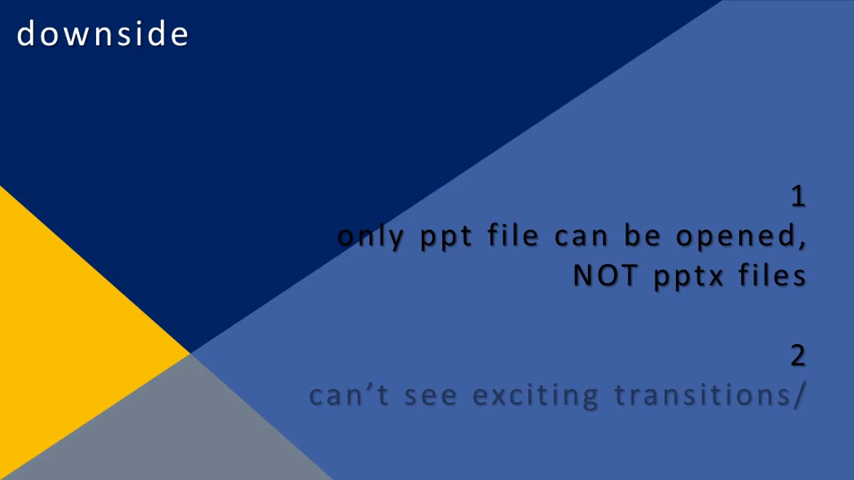 downside
1
only ppt file can be opened,
NOT pptx files
2
can’t see exciting transitions/